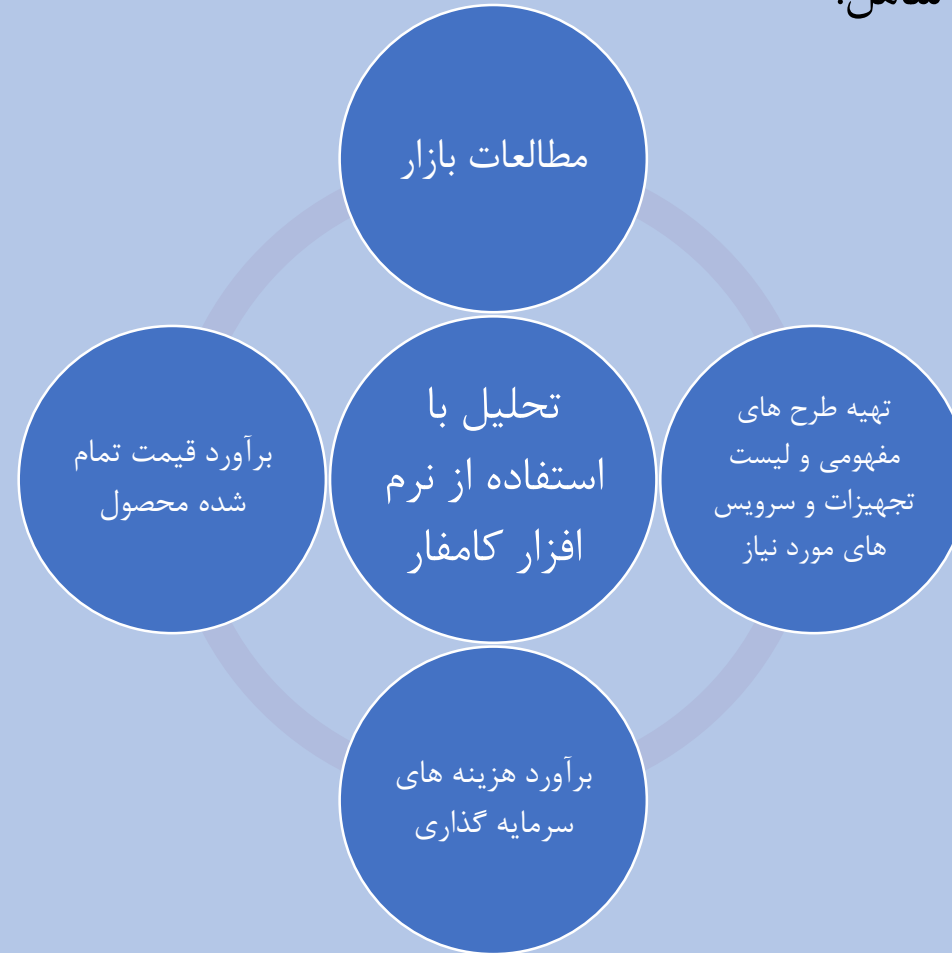 شامل:
مطالعات بازار
تحلیل با
استفاده از نرم
افزار کامفار
تهیه طرح های
مفهومی و لیست
تجهیزات و سرویس
های مورد نیاز
برآورد هزینه های
سرمایه گذاری
برآورد قیمت تمام
شده محصول